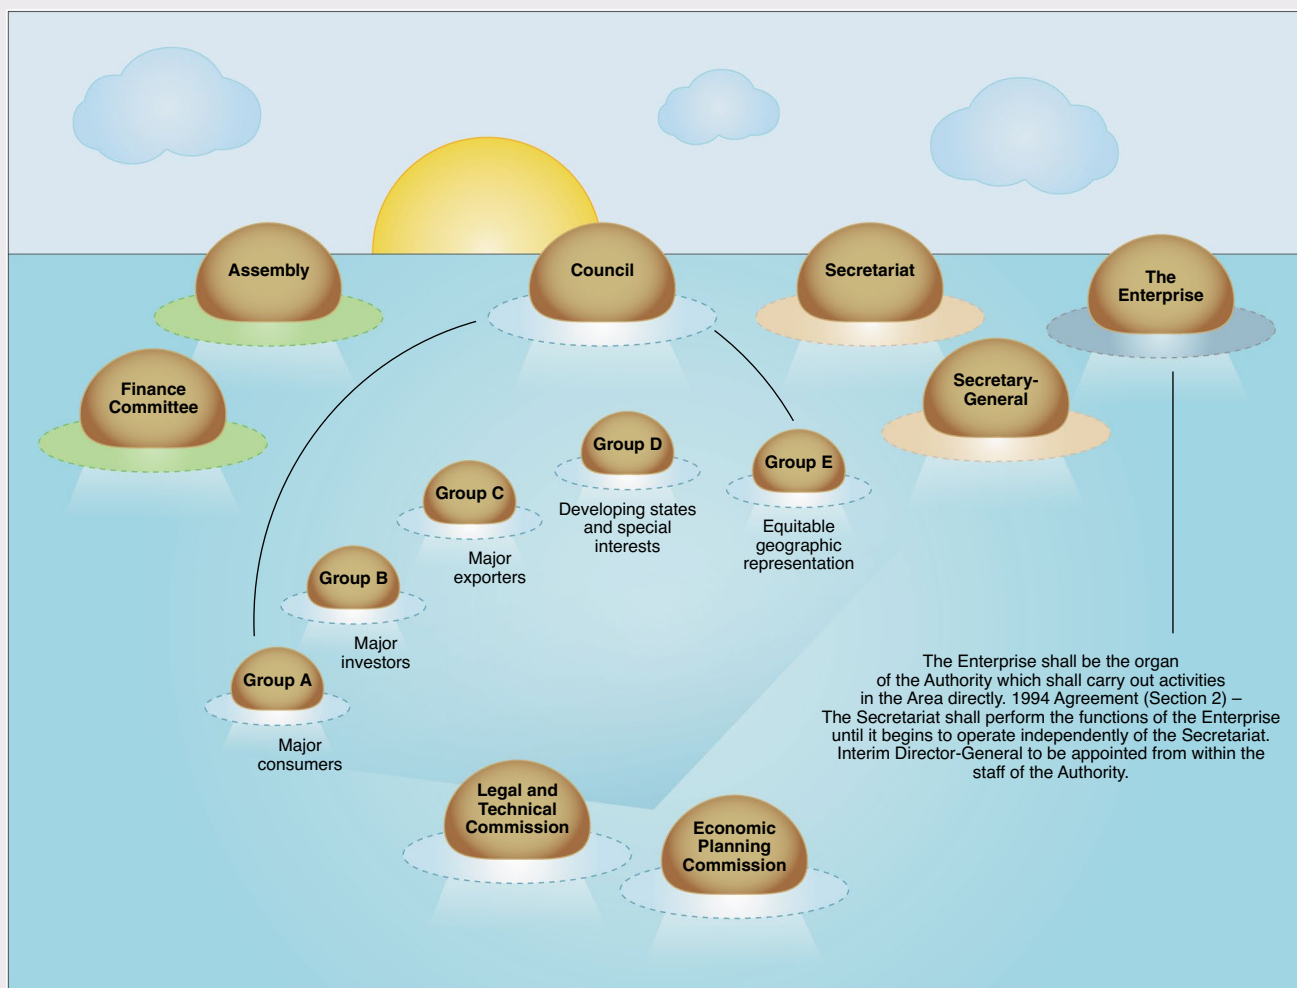 Assembly
Council
Secretariat
The
Enterprise
Finance
Committee
Secretary-
General
Group D
Group E
Group C
Developing states
and special
interests
Equitable
geographic
representation
Major
exporters
Group B
Major
investors
Group A
Major
consumers
The Enterprise shall be the organ
of the Authority which shall carry out activities
in the Area directly. 1994 Agreement (Section 2) –
The Secretariat shall perform the functions of the Enterprise
until it begins to operate independently of the Secretariat.
Interim Director-General to be appointed from within the
staff of the Authority.
Legal and
Technical
Commission
Economic
Planning
Commission